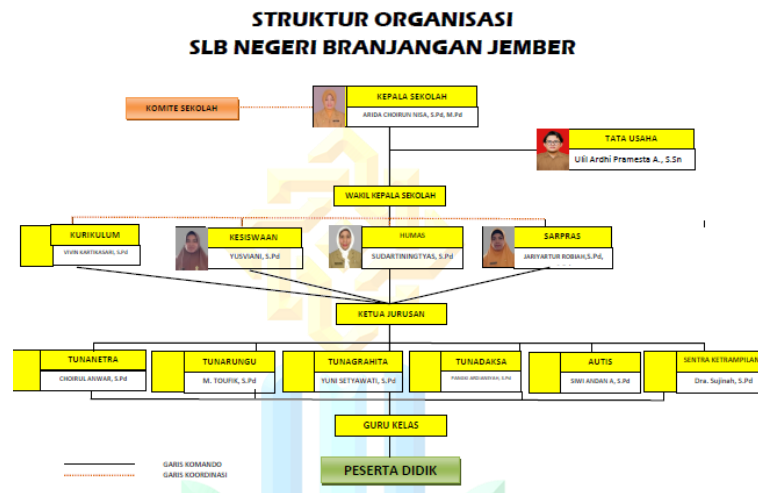 STRUKTUR ORGANISASI
SLB NEGERI BRANJANGAN JEMBER
KEPALA SEKOLAH
KOMITE SEKOLAH
ARIDA CHOIRUN NISA, S.Pd, M.Pd
TATA USAHA
Ulil Ardhi Pramesta A., S.Sn
WAKIL KEPALA SEKOLAH
KURIKULUM
KESISWAAN
HUMAS
SARPRAS
VIVIN KARTIKASARI, S.Pd
YUSVIANI, S.Pd
SUDARTININGTYAS, S.Pd
JARIYARTUR ROBIAH,S.Pd,
KETUA JURUSAN
TUNANETRA
TUNARUNGU
TUNAGRAHITA
TUNADAKSA
AUTIS
SENTRA KETRAMPILAN
CHOIRUL ANWAR, S.Pd
M. TOUFIK, S.Pd
YUNI SETYAWATI, S.Pd
S.Pd
SIWI ANDAN A, S.Pd
Dra. Sujinah, S.Pd
GURU KELAS
GARIS KOMANDO
PESERTA DIDIK
GARIS KOORDINASI